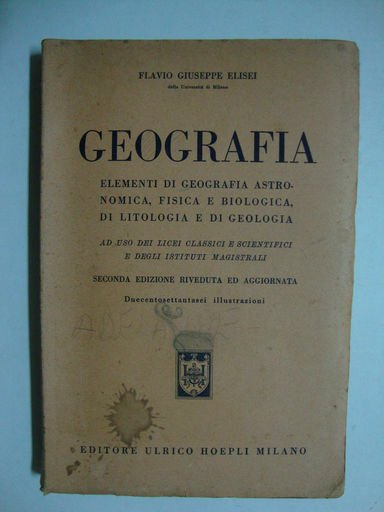 FLAVIO GIUSEPPE ELISEI
della Università di Milano
GEOGRAFIA
ELEMENTI DI GEOGRAFIA ASTRO-
NOMICA, FISICA E BIOLOGICA,
DI LITOLOGIA E DI GEOLOGIA
AD USO DEI LICEI CLASSICI E SCIENTIFICI
E DEGLI ISTITUTI MAGISTRALI
SECONDA EDIZIONE RIVEDUTA ED AGGIORNATA
Duecentosettantasei illustrazioni
EDITORE ULRICO HOEPLI MILANO